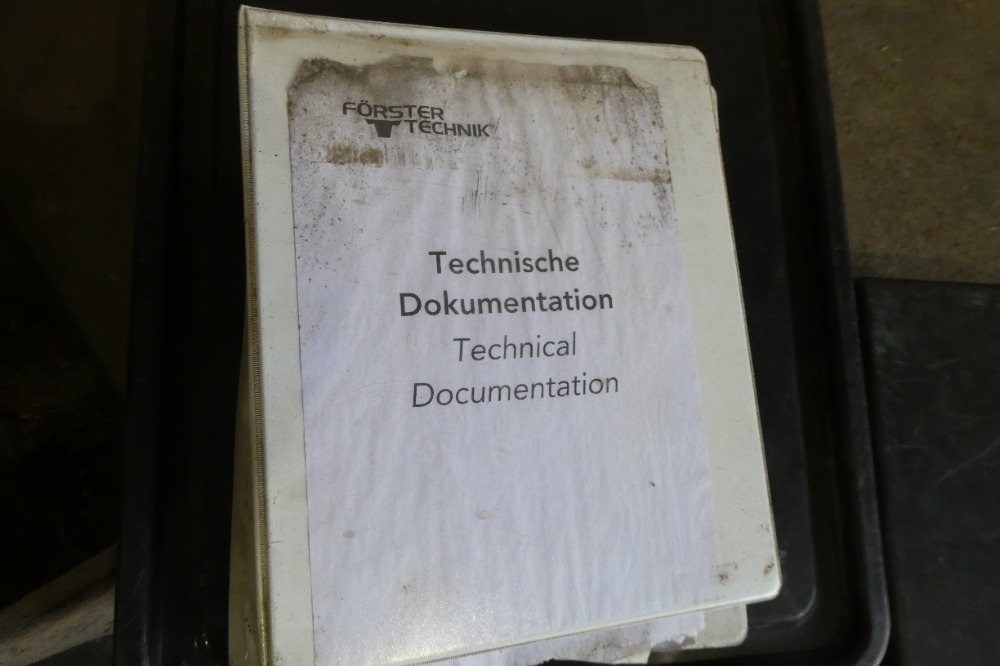 FÖRSTER
TECHNIK®
Technische
Dokumentation
Technical
Documentation